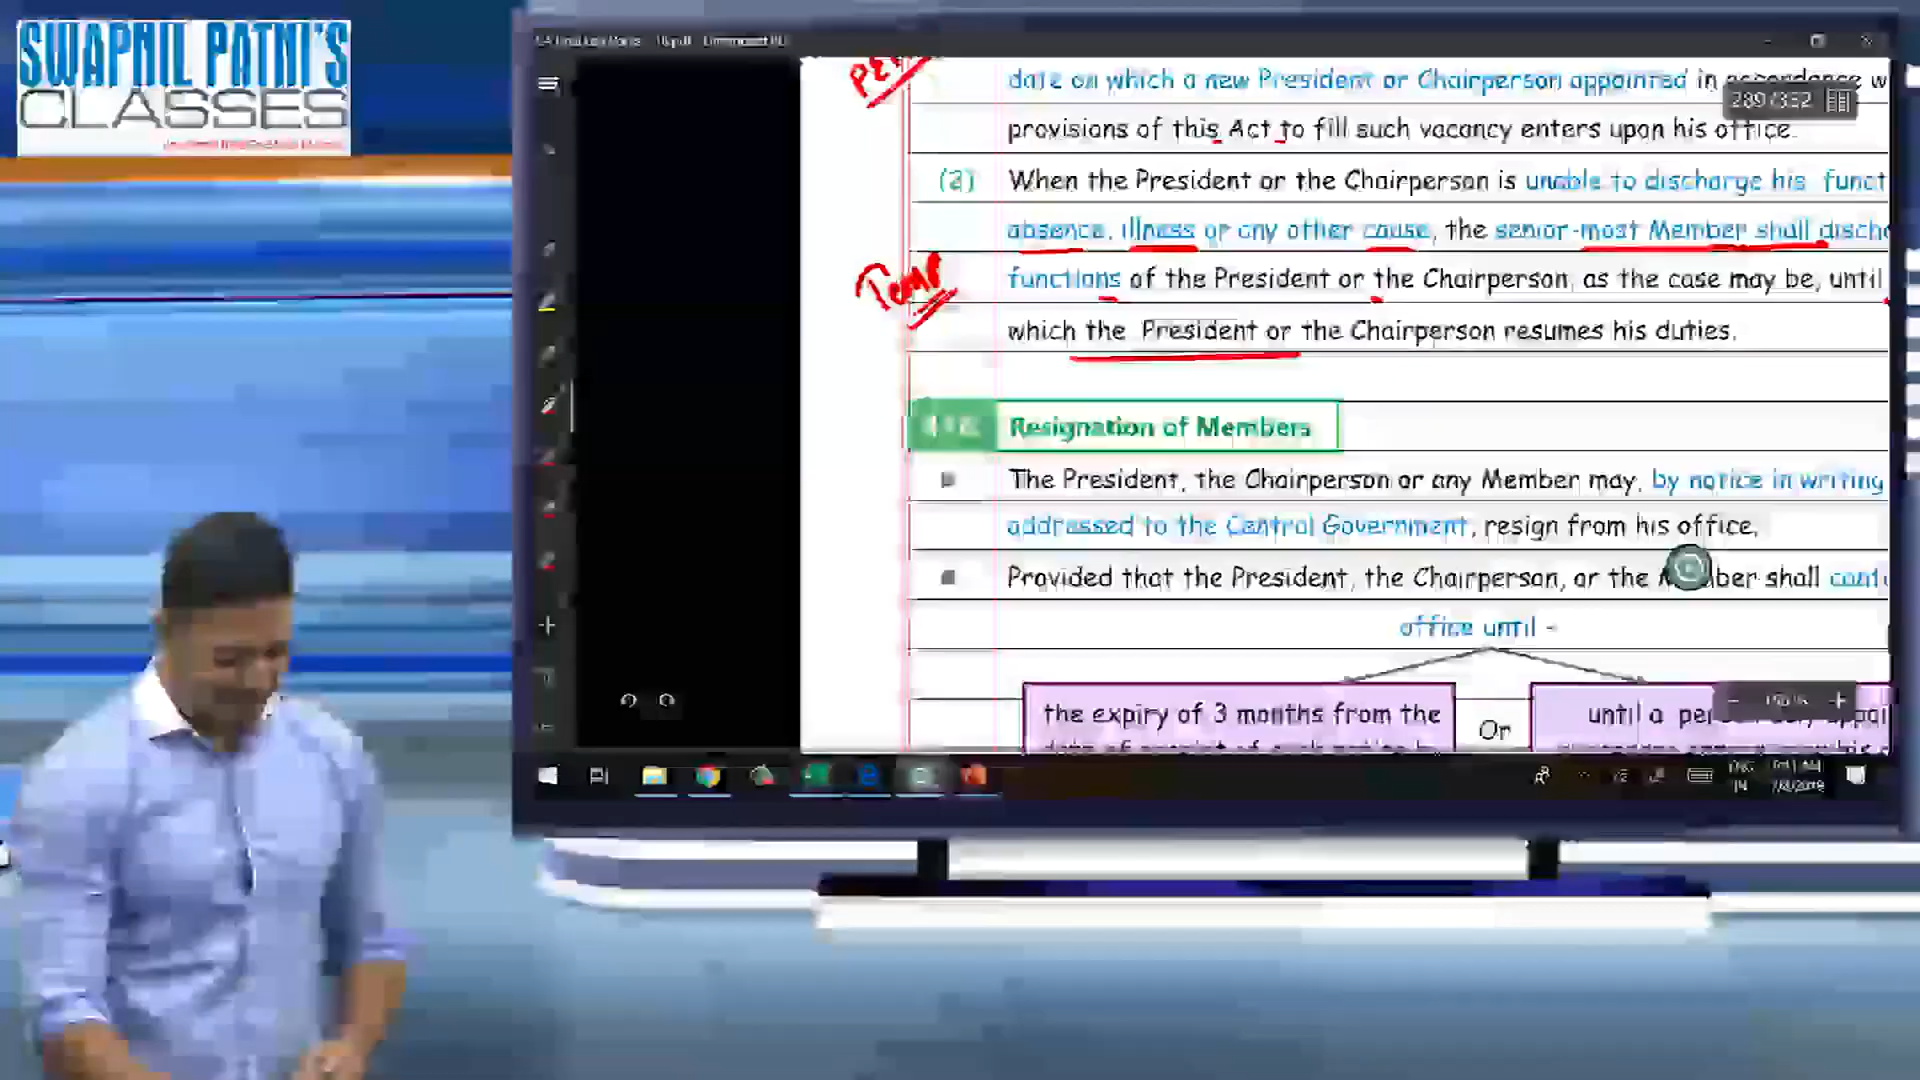 SWAPNIL PATNI'S
CLASSES
date on which a new President or Chairperson appointed in accordance w
289 /332
provisions of this Act to fill such vacancy enters upon his office.
(2) When the President or the Chairperson is unable to discharge his funct
absence, illness or any other cause, the senior-most Member shall discha
Temp
functions of the President or the Chairperson, as the case may be, until
which the President or the Chairperson resumes his duties.
Resignation of Members
The President, the Chairperson or any Member may, by notice in writing
addressed to the Central Government, resign from his office.
Provided that the President, the Chairperson, or the Member shall cont
office until -
the expiry of 3 months from the
Or
until a